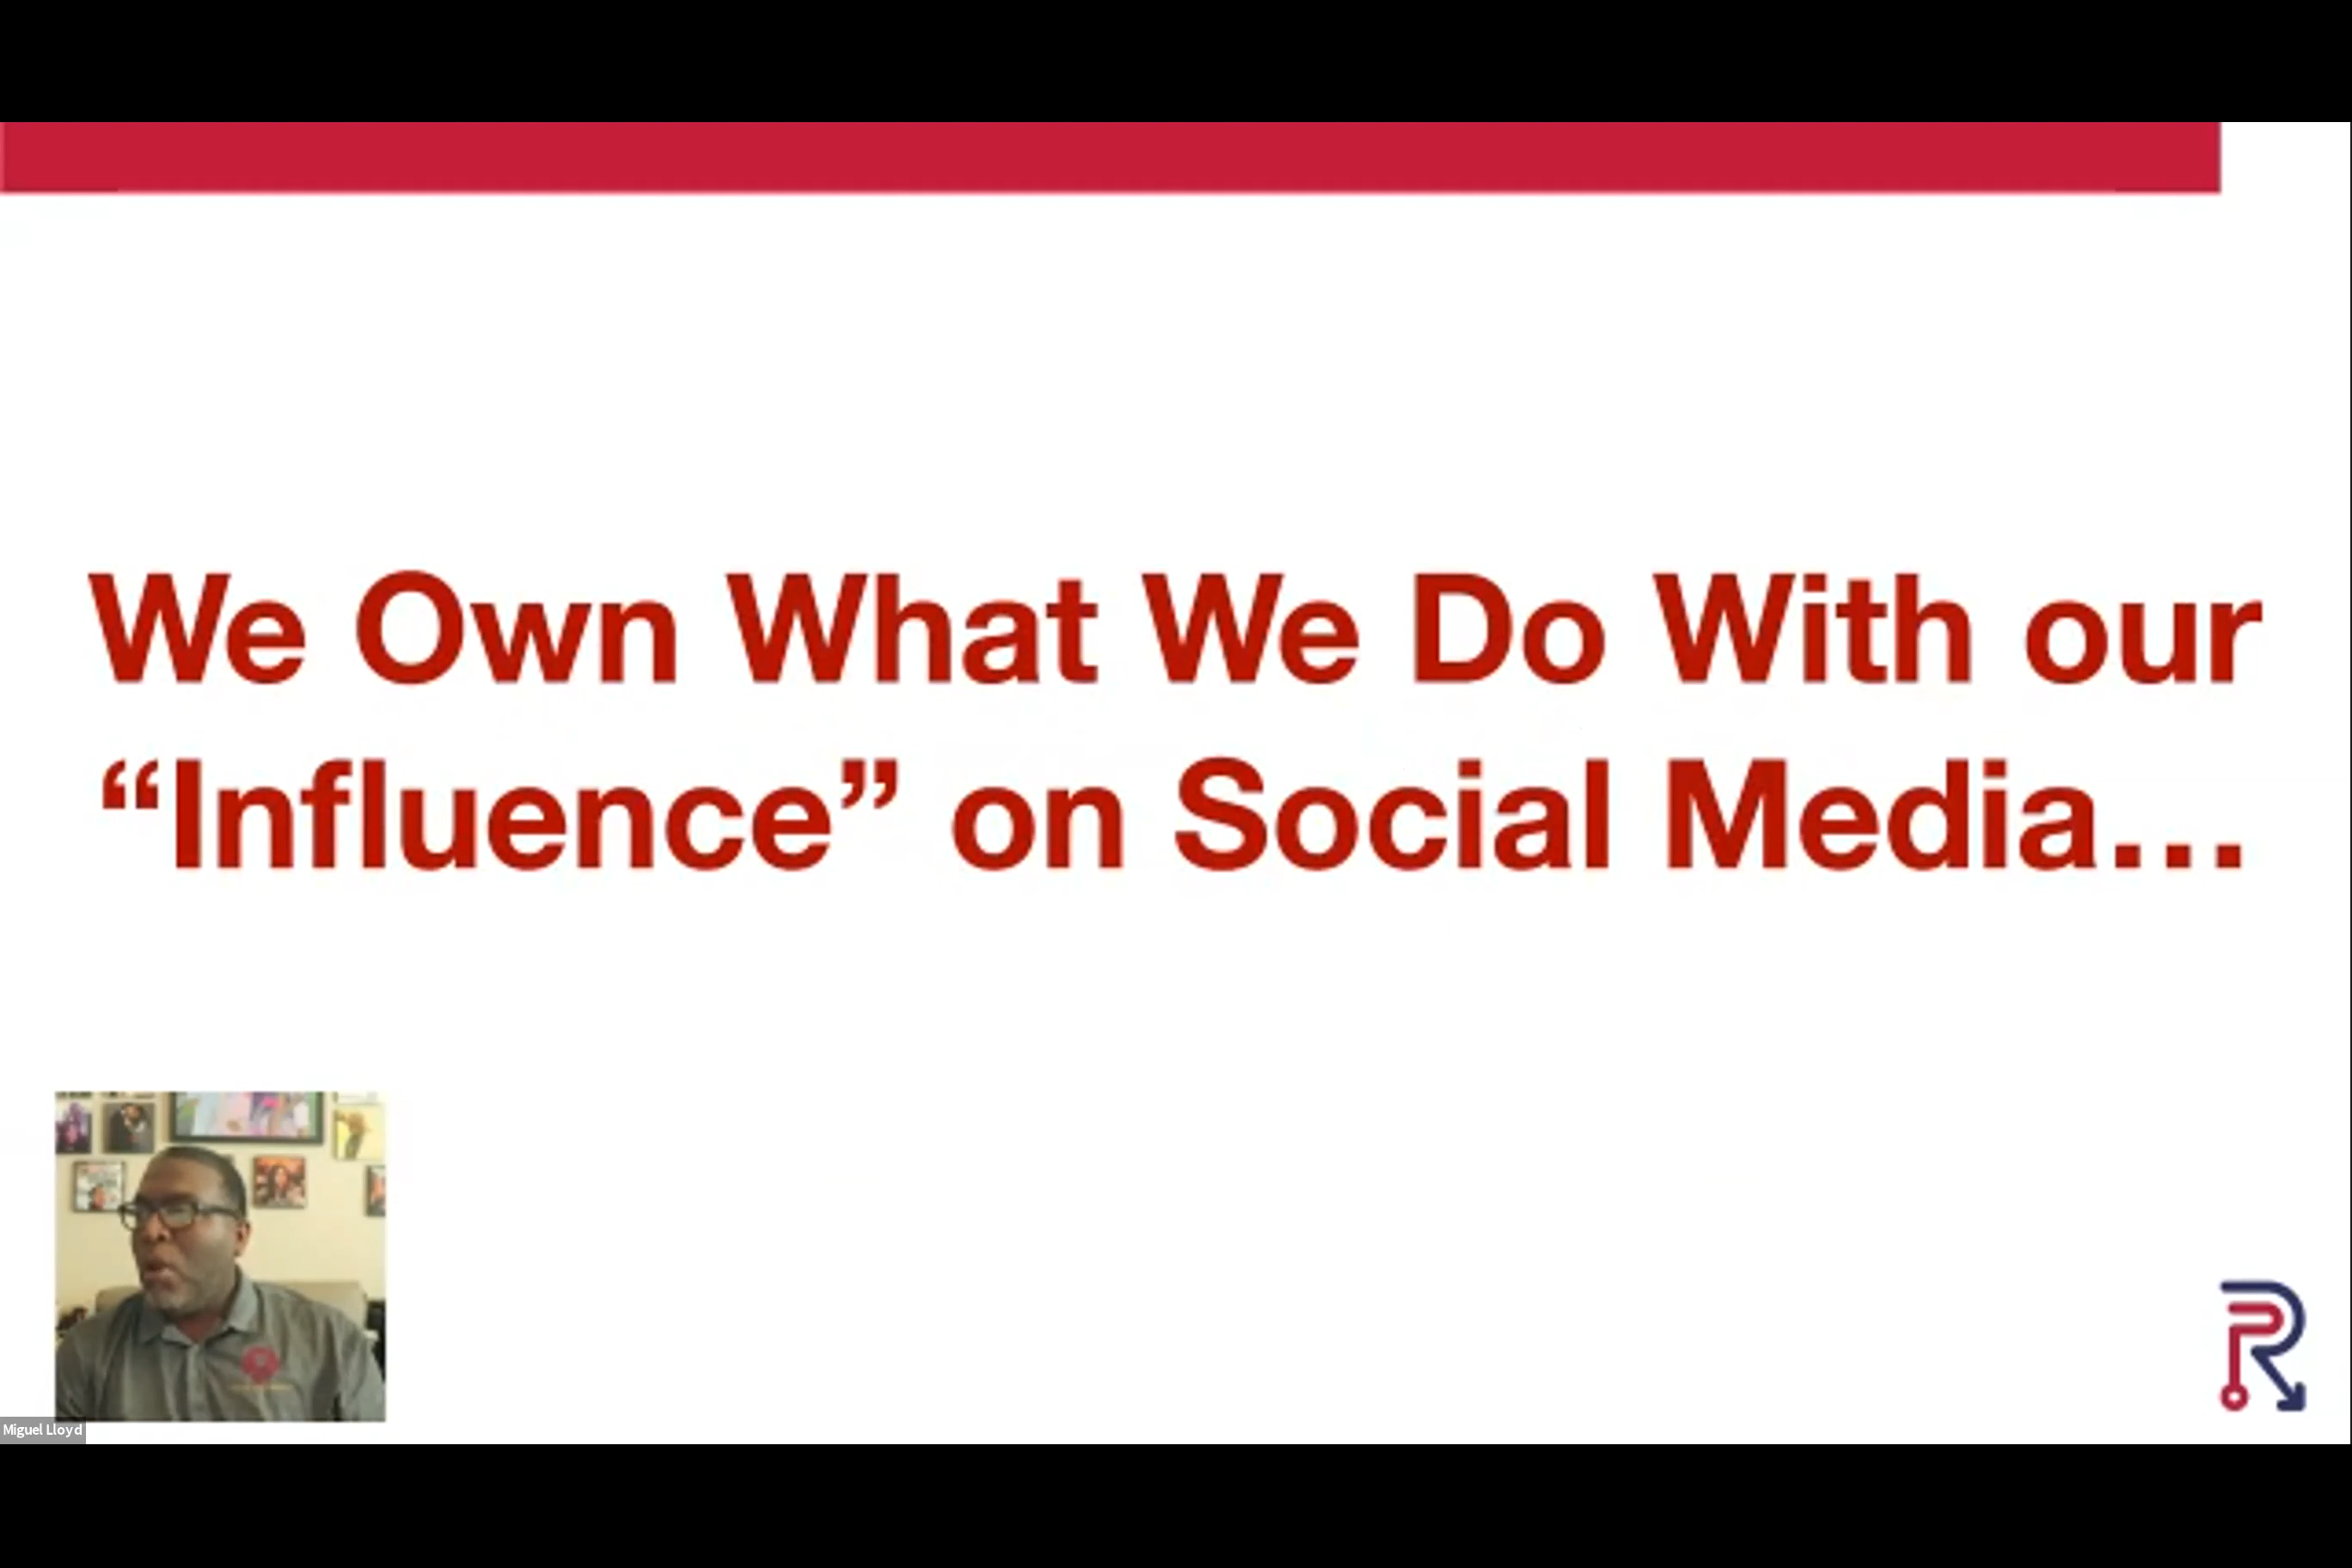 We Own What We Do With our
“Influence” on Social Media...
Miguel Lloyd